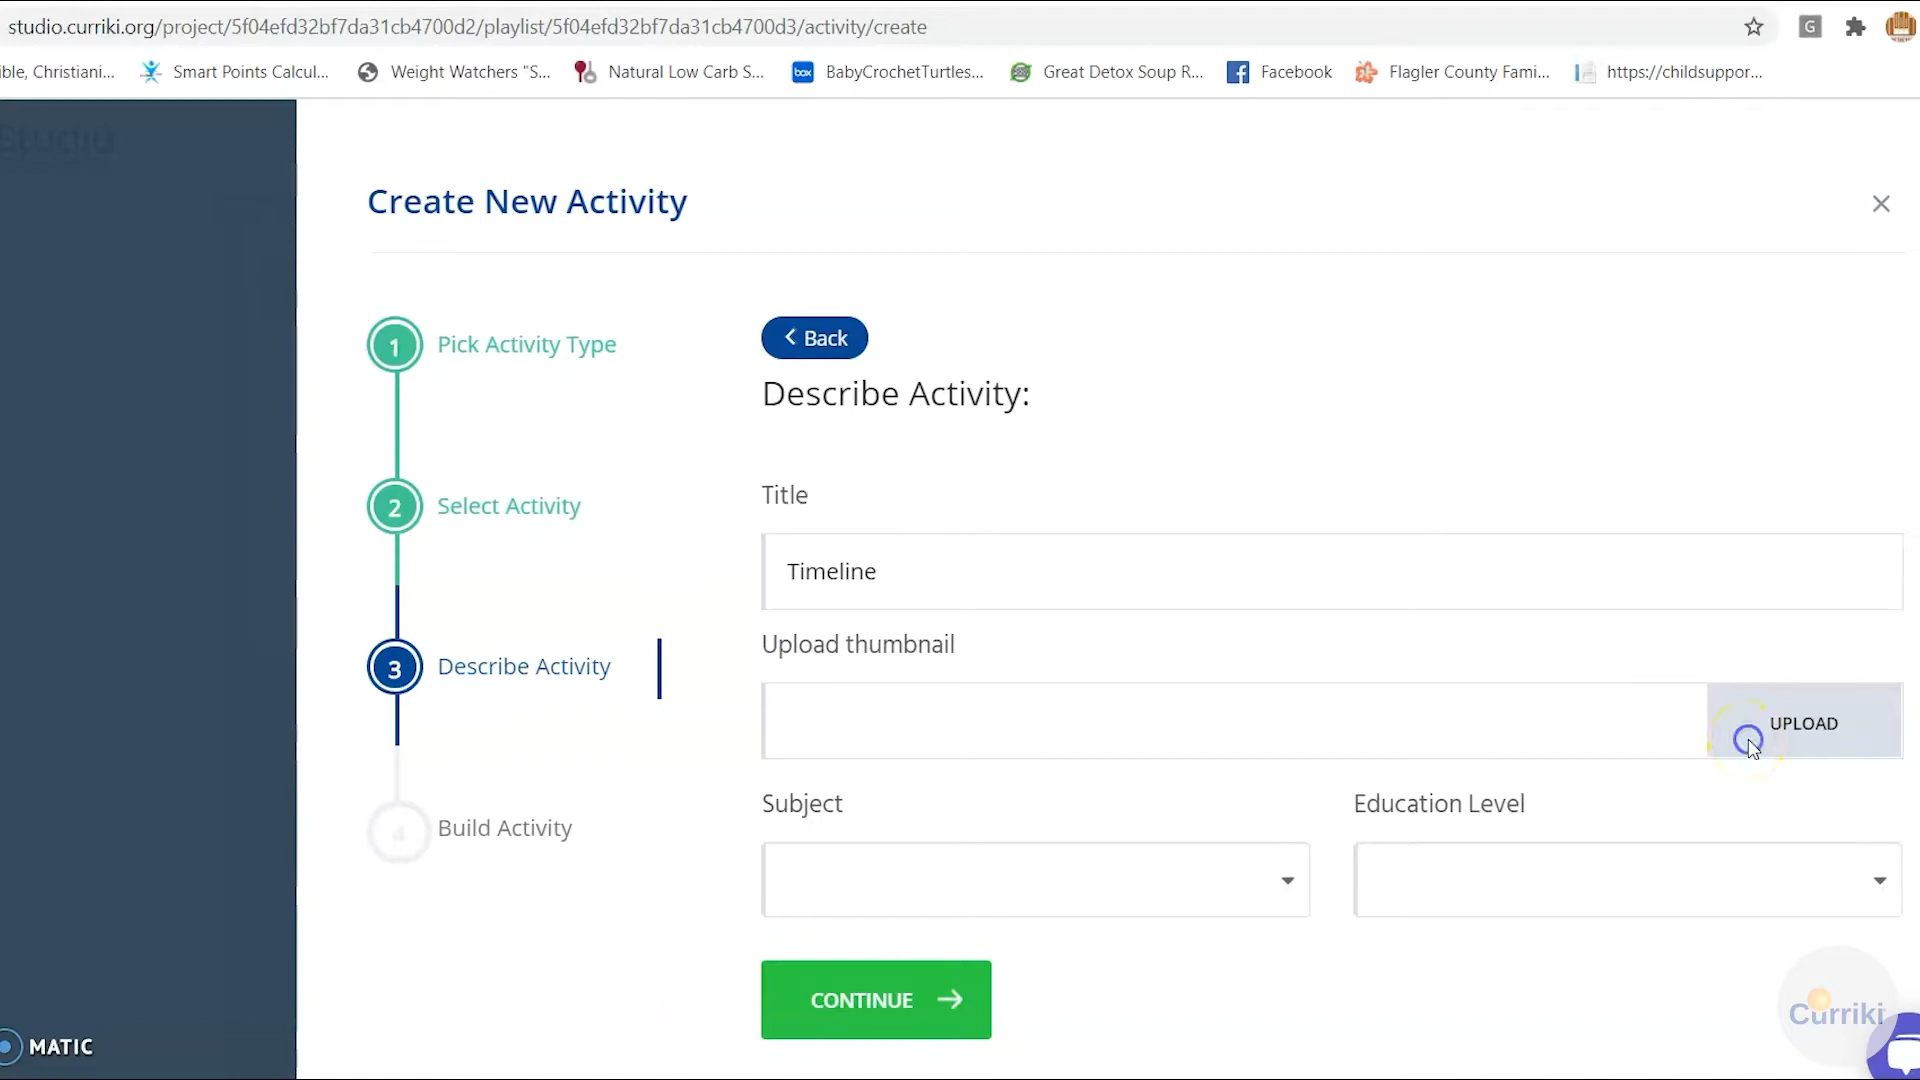 studio.curriki.org/project/5f04efd32bf7da31cb4700d2/playlist/5f04efd32bf7da31cb4700d3/activity/create
G
ible, Christiani... Smart Points Calcul... Weight Watchers "S... Natural Low Carb S... box BabyCrochetTurtles... Great Detox Soup R... Facebook Flagler County Fami... https://childsuppor...
Studio
Create New Activity
1 Pick Activity Type
Back
Describe Activity:
2 Select Activity
Title
Timeline
3 Describe Activity
Upload thumbnail
UPLOAD
4 Build Activity
Subject
Education Level
CONTINUE
Curriki
MATIC